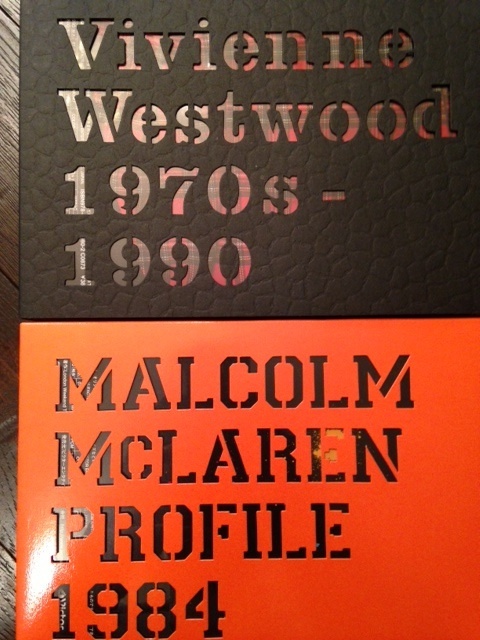 Vivienne
Westwood
1970s -
1990
MALCOLM
McLAREN
PROFILE
1984